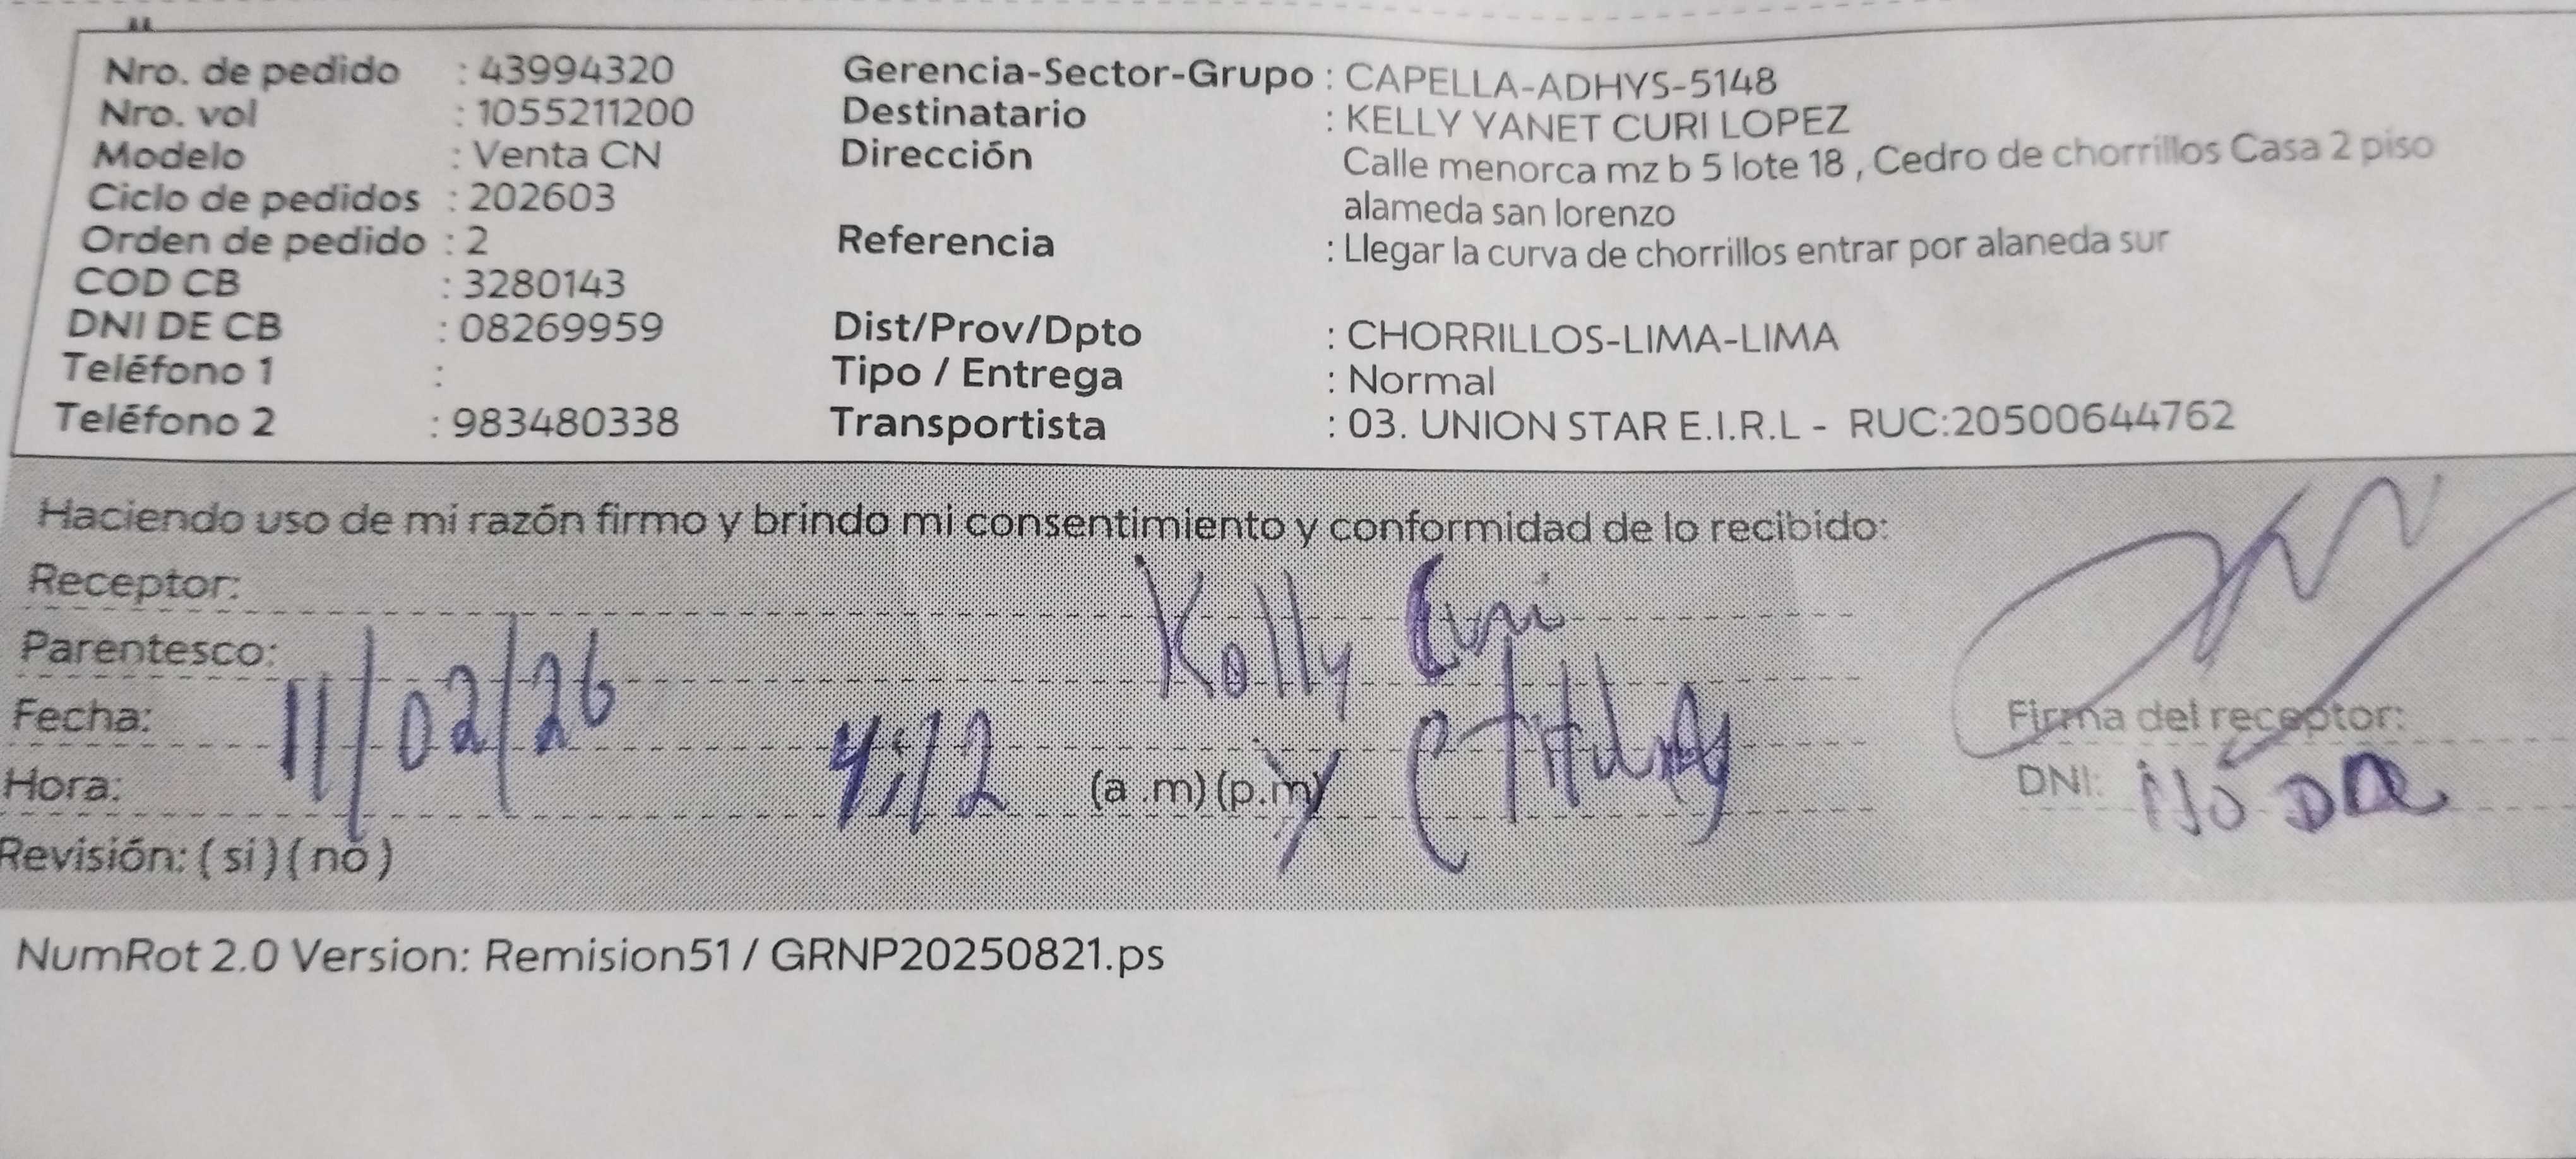 Nro. de pedido : 43994320
Nro. vol : 1055211200
Modelo : Venta CN
Ciclo de pedidos : 202603
Orden de pedido : 2
COD CB : 3280143
DNI DE CB : 08269959
Teléfono 1 :
Teléfono 2 : 983480338
Gerencia-Sector-Grupo : CAPELLA-ADHYS-5148
Destinatario : KELLY YANET CURI LOPEZ
Dirección Calle menorca mz b 5 lote 18 , Cedro de chorrillos Casa 2 piso
alameda san lorenzo
Referencia : Llegar la curva de chorrillos entrar por alaneda sur
Dist/Prov/Dpto : CHORRILLOS-LIMA-LIMA
Tipo / Entrega : Normal
Transportista : 03. UNION STAR E.I.R.L - RUC:20500644762
Haciendo uso de mi razón firmo y brindo mi consentimiento y conformidad de lo recibido:
Receptor: Kelly Curi
Parentesco: (Titular)
Fecha: 11/02/26
Hora: 4:12 (a .m) (p.m)
Revisión: ( si ) ( no )
Firma del receptor:
DNI: NO DA
NumRot 2.0 Version: Remision51 / GRNP20250821.ps